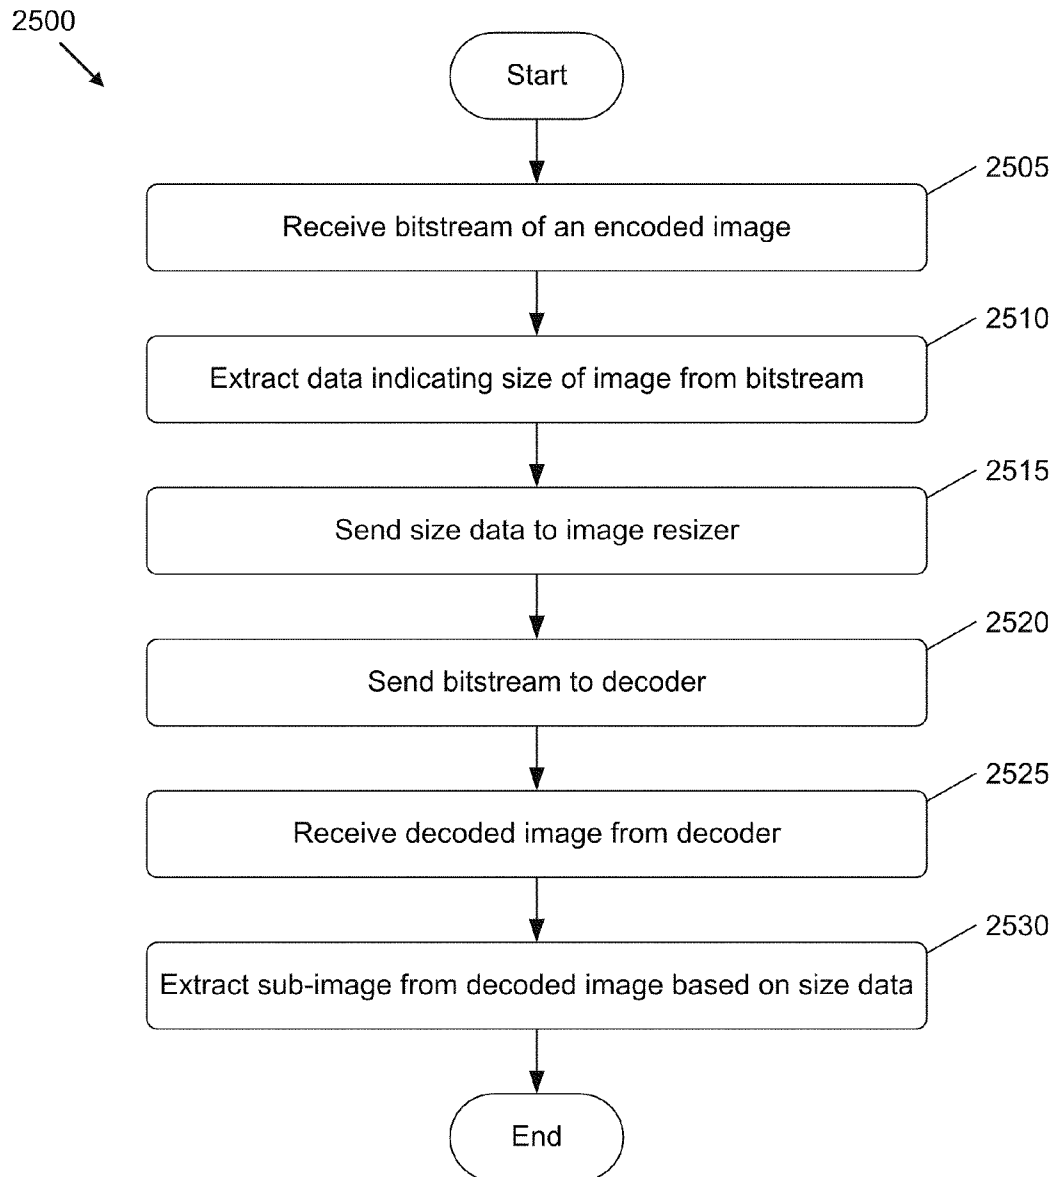 2500
Start
2505
Receive bitstream of an encoded image
2510
Extract data indicating size of image from bitstream
2515
Send size data to image resizer
2520
Send bitstream to decoder
2525
Receive decoded image from decoder
2530
Extract sub-image from decoded image based on size data
End